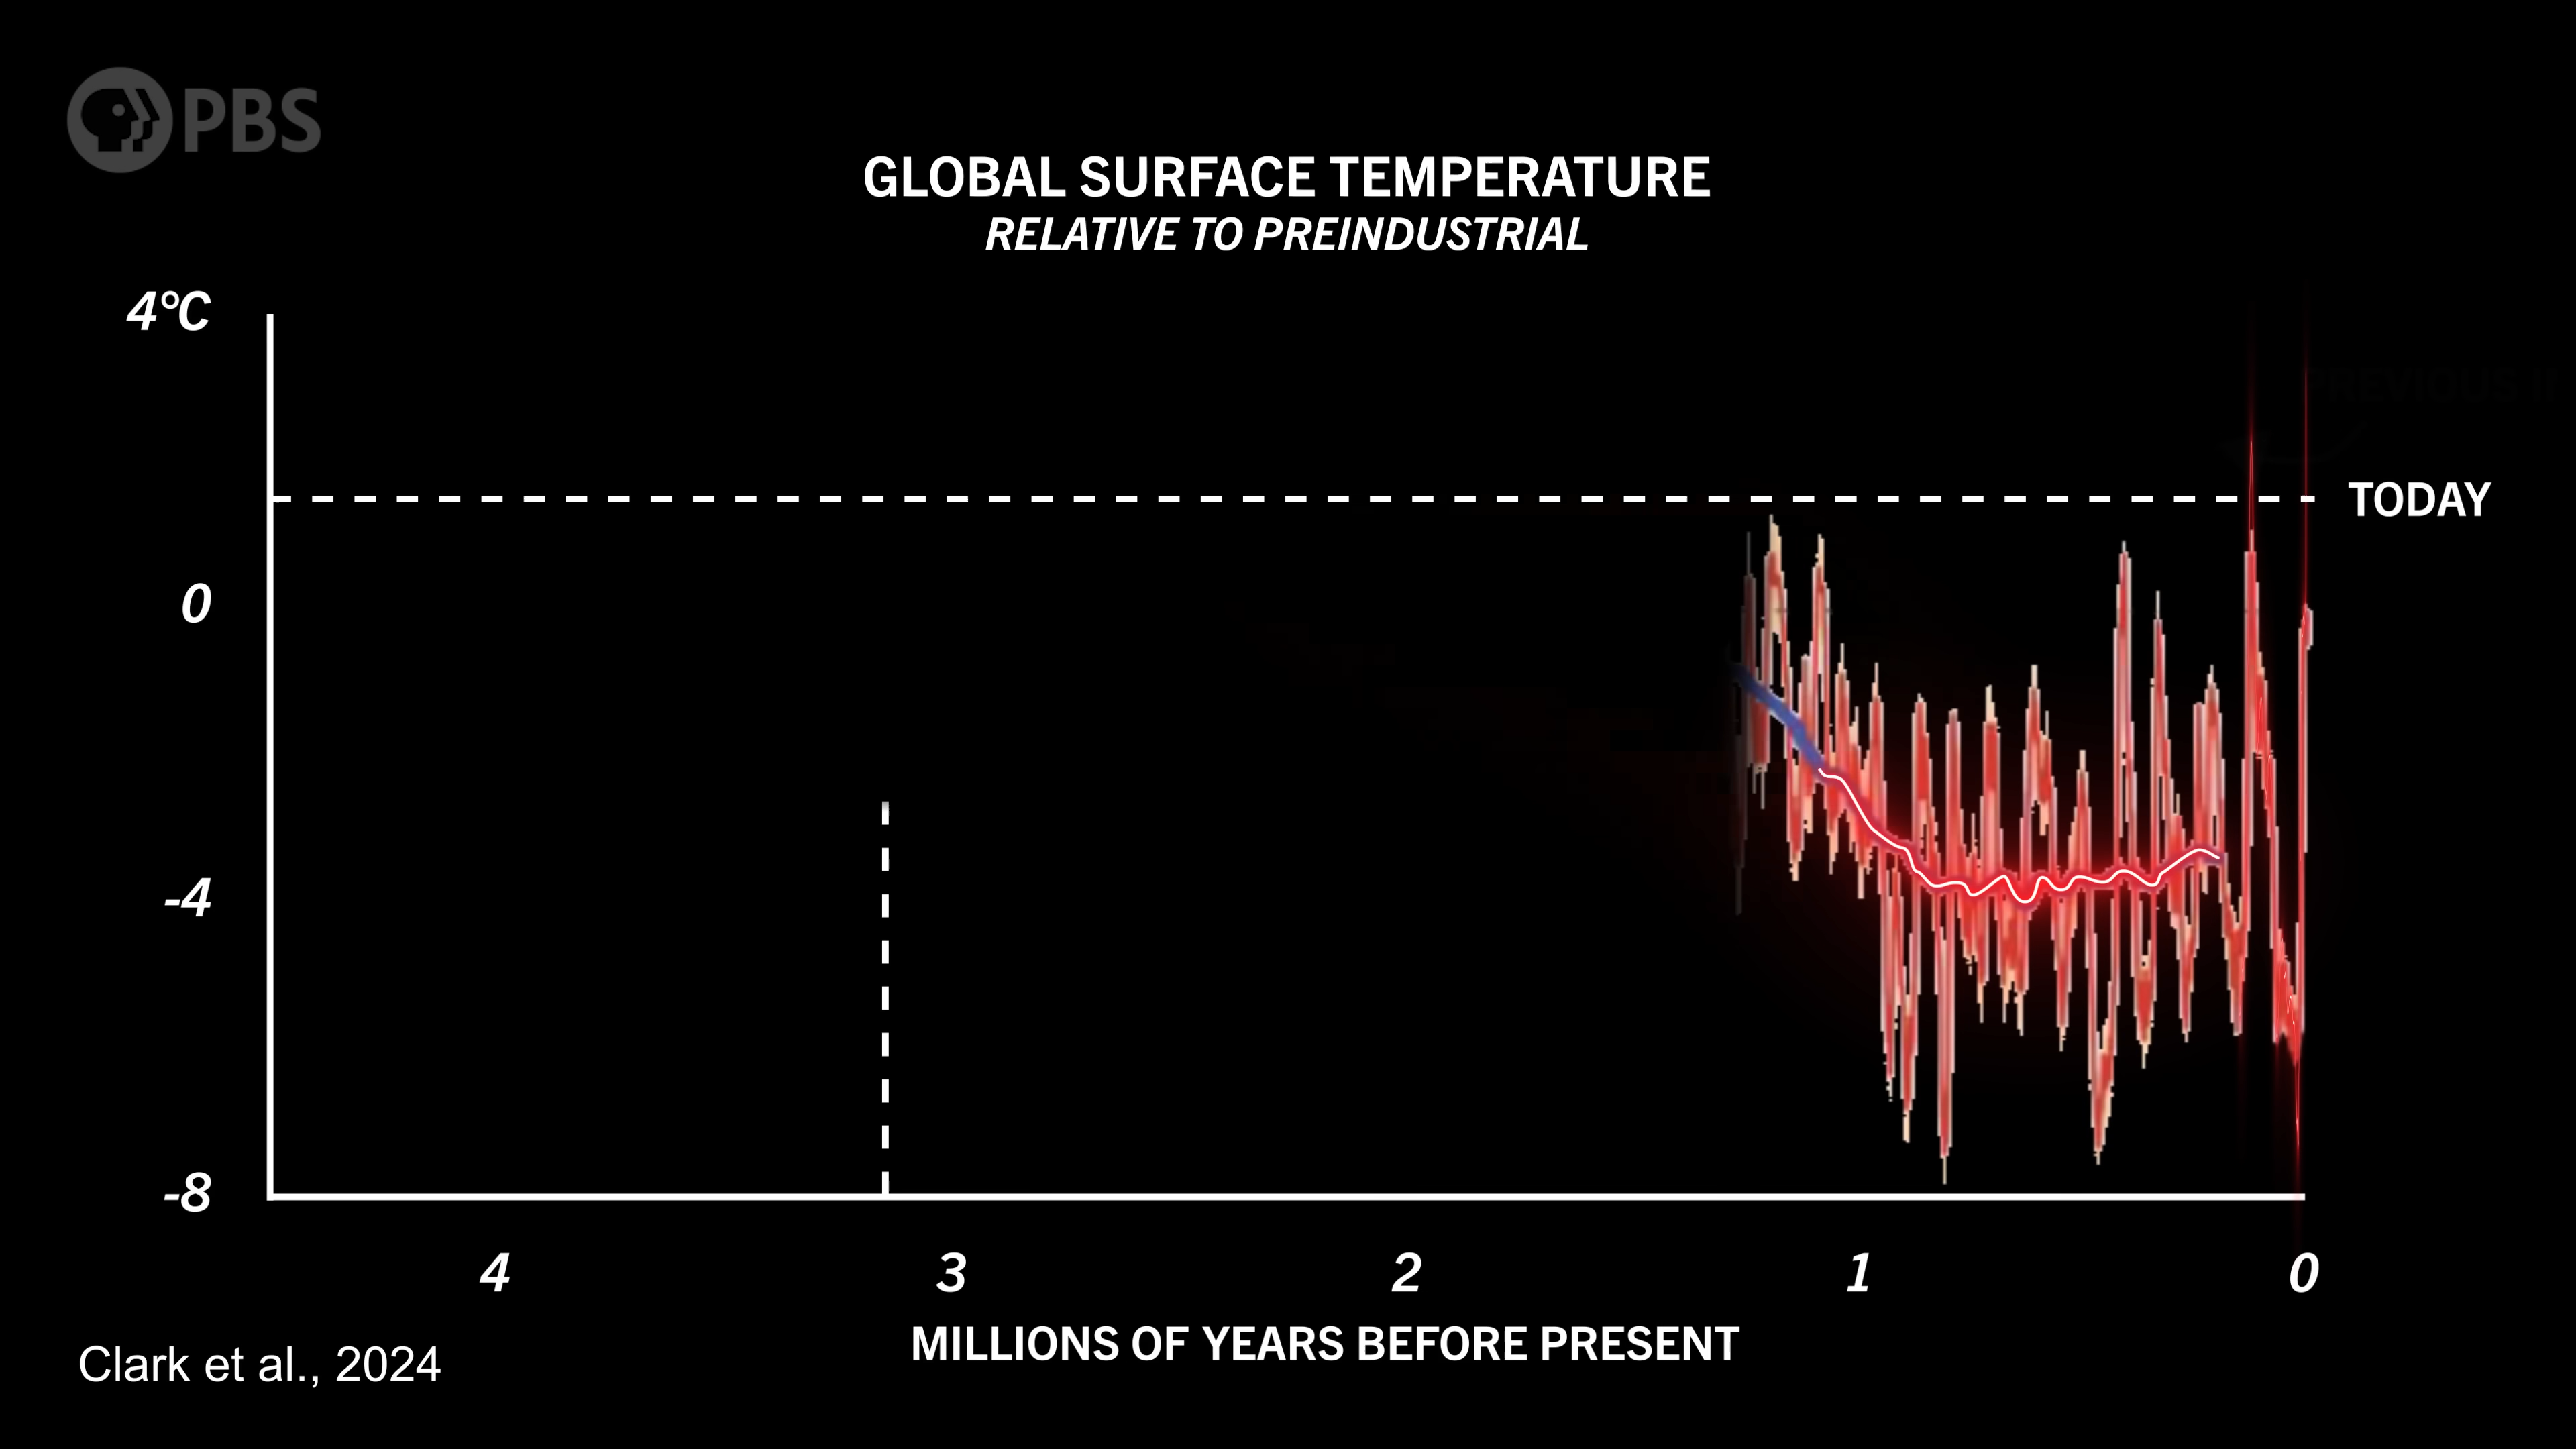 PBS
GLOBAL SURFACE TEMPERATURE
RELATIVE TO PREINDUSTRIAL
4°C
TODAY
0
-4
-8
4 3 2 1 0
MILLIONS OF YEARS BEFORE PRESENT
Clark et al., 2024